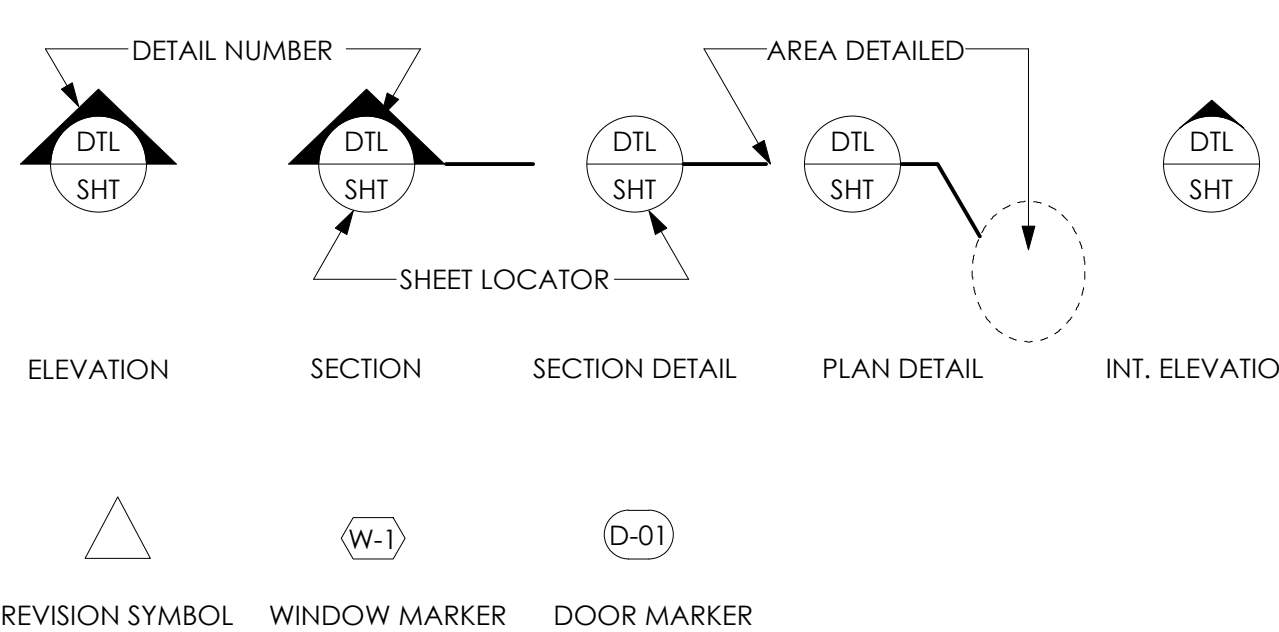 DETAIL NUMBER
AREA DETAILED
DTL
SHT
DTL
SHT
DTL
SHT
DTL
SHT
DTL
SHT
SHEET LOCATOR
ELEVATION
SECTION
SECTION DETAIL
PLAN DETAIL
INT. ELEVATIO
W-1
D-01
REVISION SYMBOL
WINDOW MARKER
DOOR MARKER